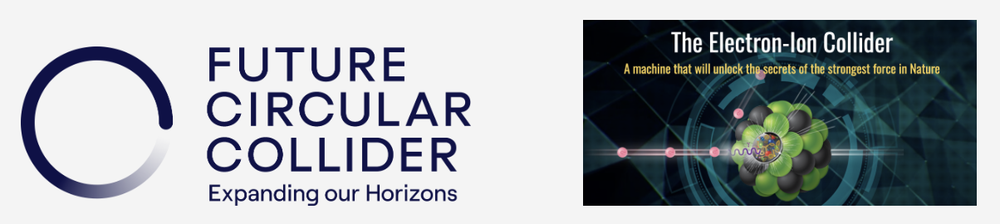 FUTURE
CIRCULAR
COLLIDER
Expanding our Horizons
The Electron-Ion Collider
A machine that will unlock the secrets of the strongest force in Nature